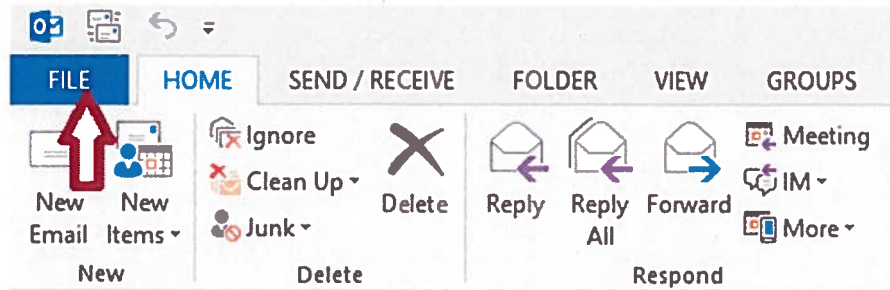 FILE HOME SEND / RECEIVE FOLDER VIEW GROUPS
New Email
New Items
Ignore
Clean Up
Junk
Delete
Reply
Reply All
Forward
Meeting
IM
More
New Delete Respond